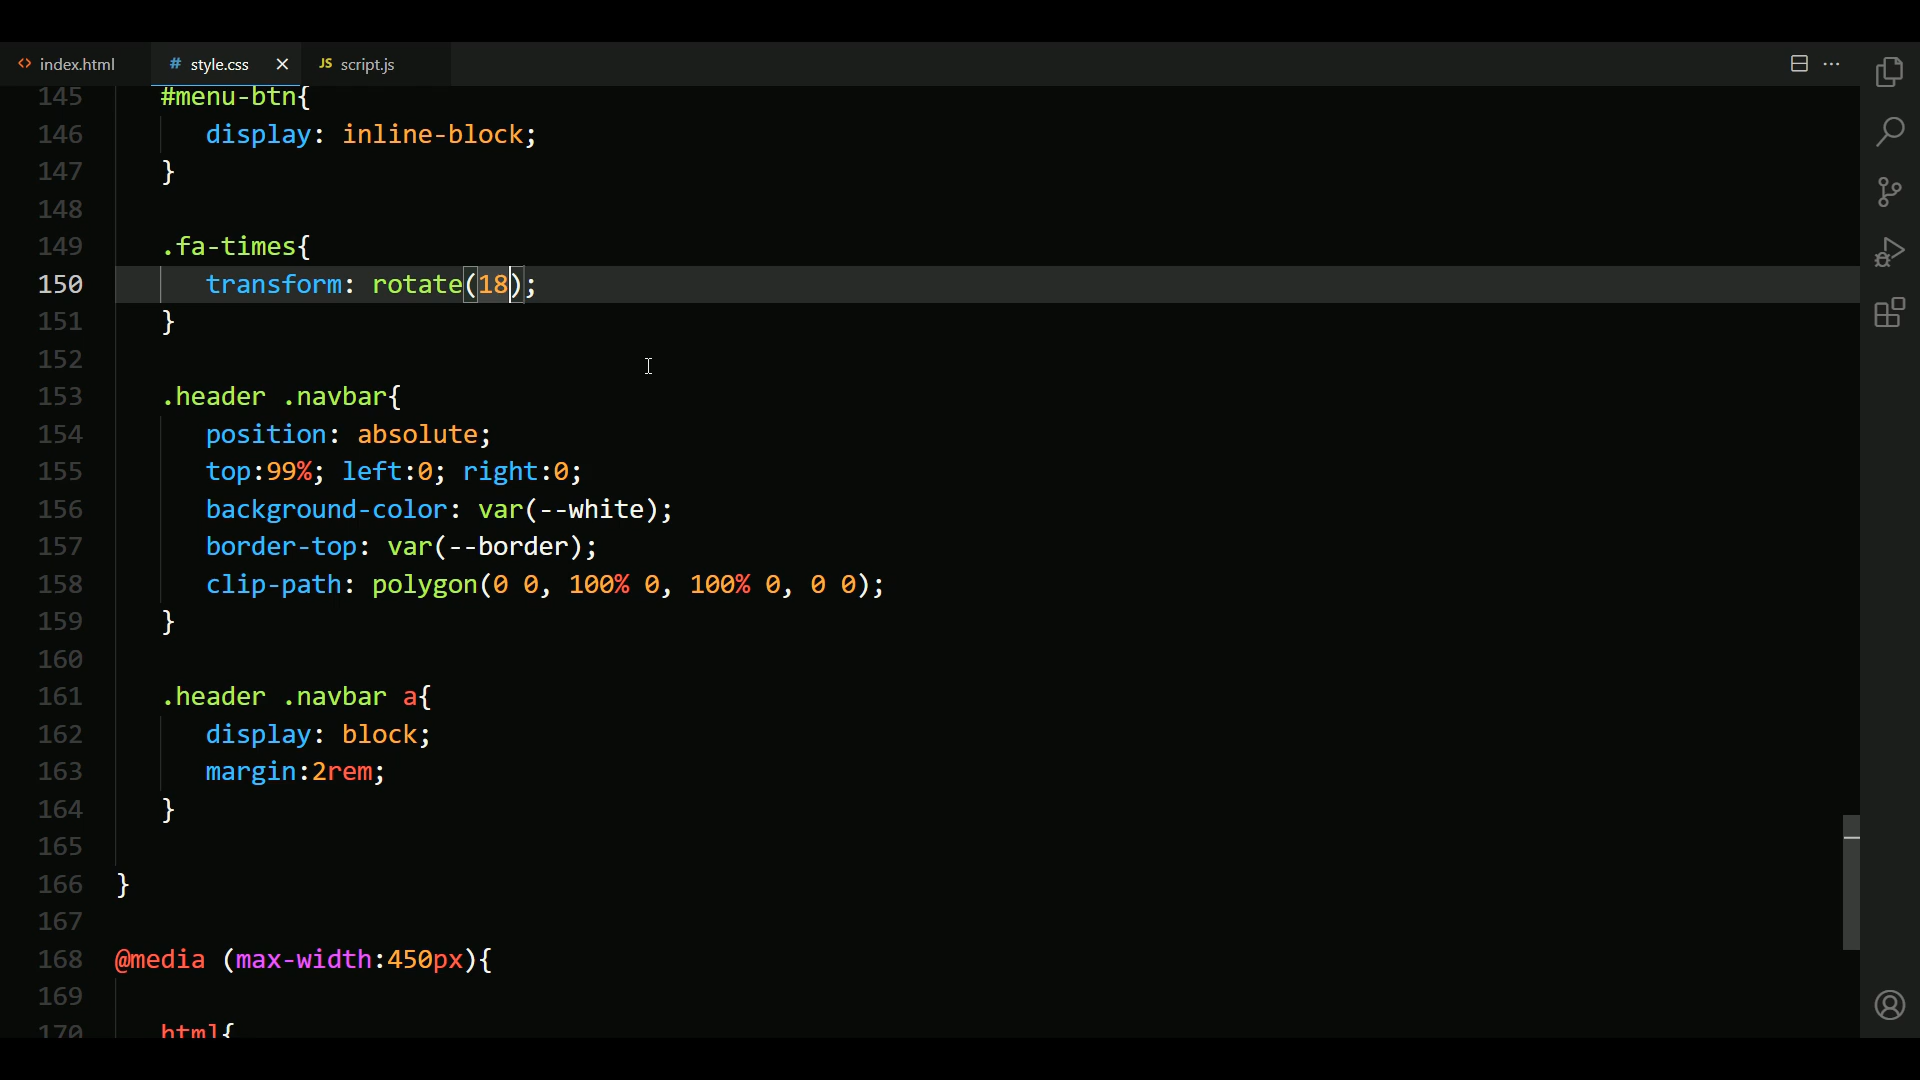 <> index.html # style.css × JS script.js ...
145 #menu-btn{
146 display: inline-block;
147 }
148
149 .fa-times{
150 transform: rotate(18);
151 }
152
153 .header .navbar{
154 position: absolute;
155 top:99%; left:0; right:0;
156 background-color: var(--white);
157 border-top: var(--border);
158 clip-path: polygon(0 0, 100% 0, 100% 0, 0 0);
159 }
160
161 .header .navbar a{
162 display: block;
163 margin:2rem;
164 }
165
166 }
167
168 @media (max-width:450px){
169
170 html{